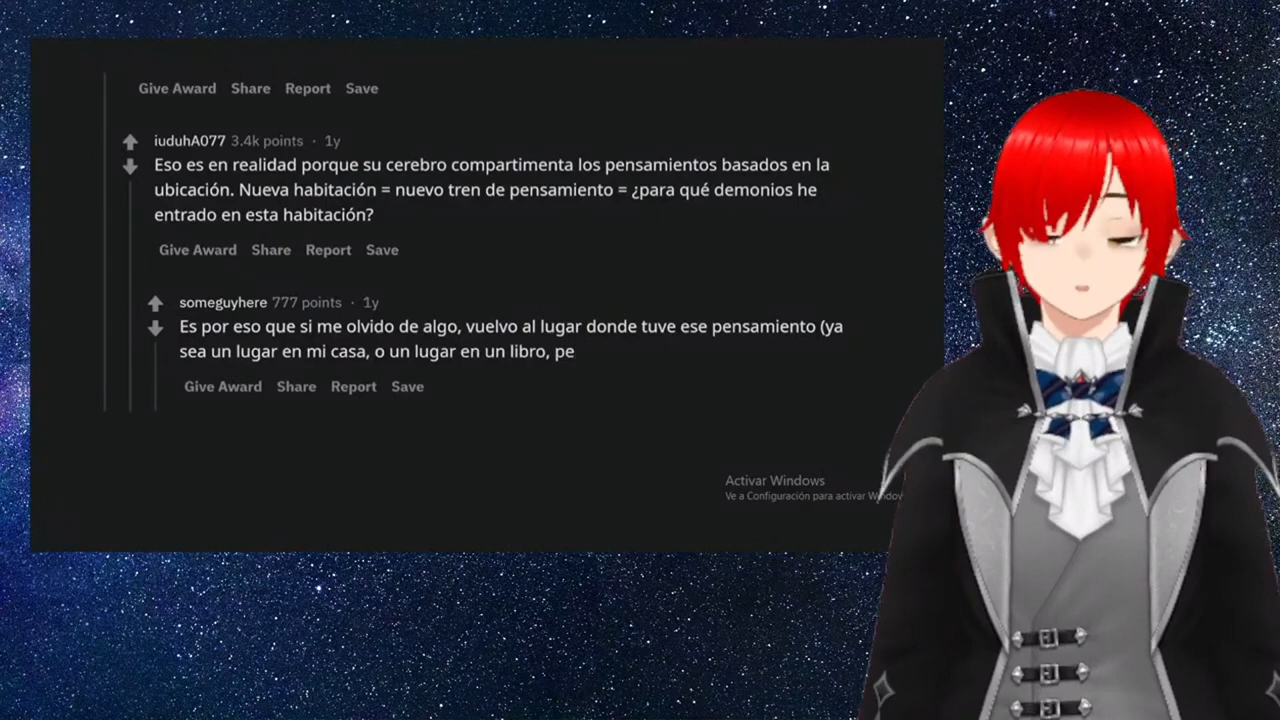 Give Award Share Report Save
iuduhA077 3.4k points · 1y
Eso es en realidad porque su cerebro compartimenta los pensamientos basados en la
ubicación. Nueva habitación = nuevo tren de pensamiento = ¿para qué demonios he
entrado en esta habitación?
Give Award Share Report Save
someguyhere 777 points · 1y
Es por eso que si me olvido de algo, vuelvo al lugar donde tuve ese pensamiento (ya
sea un lugar en mi casa, o un lugar en un libro, pe
Give Award Share Report Save
Activar Windows
Ve a Configuración para activar Window